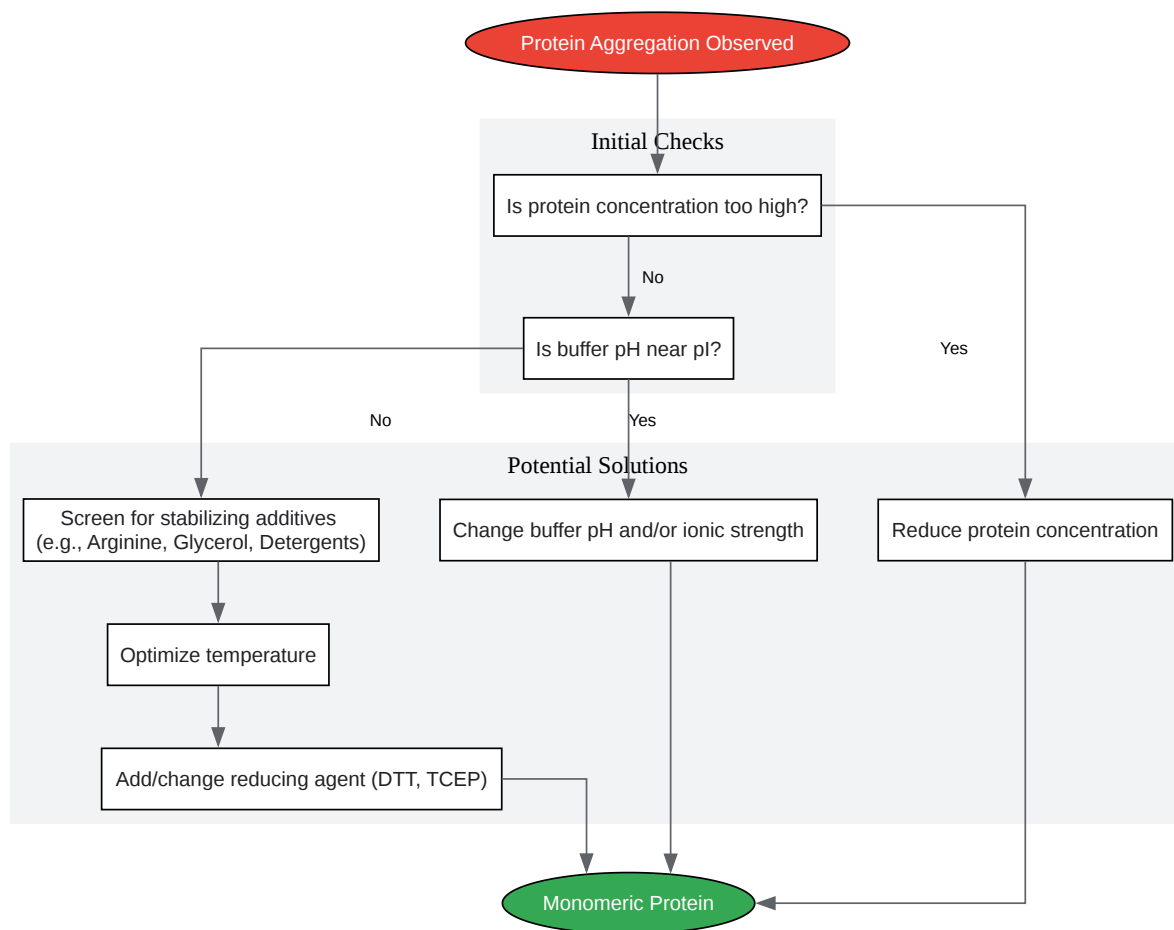 Protein Aggregation Observed
Initial Checks
Is protein concentration too high?
No
Is buffer pH near pI?
Yes
No
Yes
Potential Solutions
Screen for stabilizing additives
(e.g., Arginine, Glycerol, Detergents)
Change buffer pH and/or ionic strength
Reduce protein concentration
Optimize temperature
Add/change reducing agent (DTT, TCEP)
Monomeric Protein